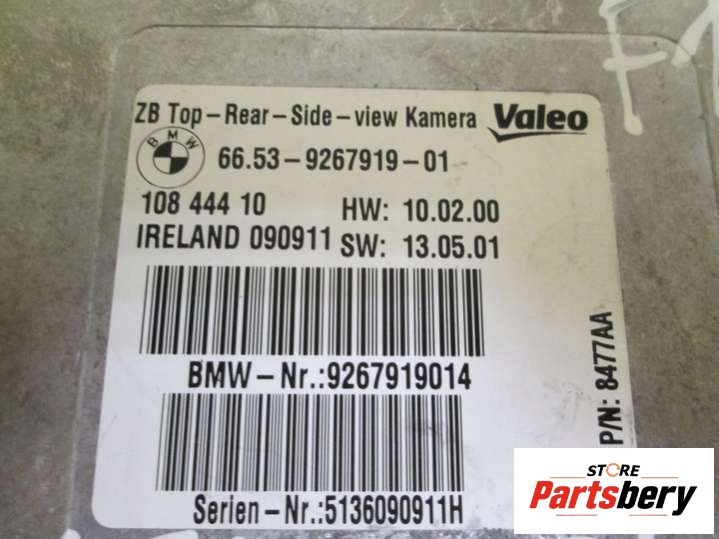 ZB Top-Rear-Side-view Kamera Valeo
BMW 66.53-9267919-01
108 444 10 HW: 10.02.00
IRELAND 090911 SW: 13.05.01
BMW-Nr.:9267919014
Serien-Nr.:5136090911H
P/N: 8477AA
STORE
Partsbery